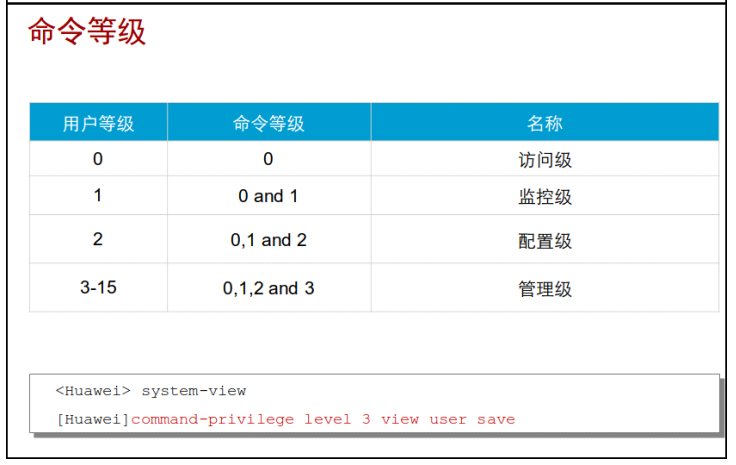 命令等级
用户等级 命令等级 名称
0 0 访问级
1 0 and 1 监控级
2 0,1 and 2 配置级
3-15 0,1,2 and 3 管理级
<Huawei> system-view
[Huawei]command-privilege level 3 view user save